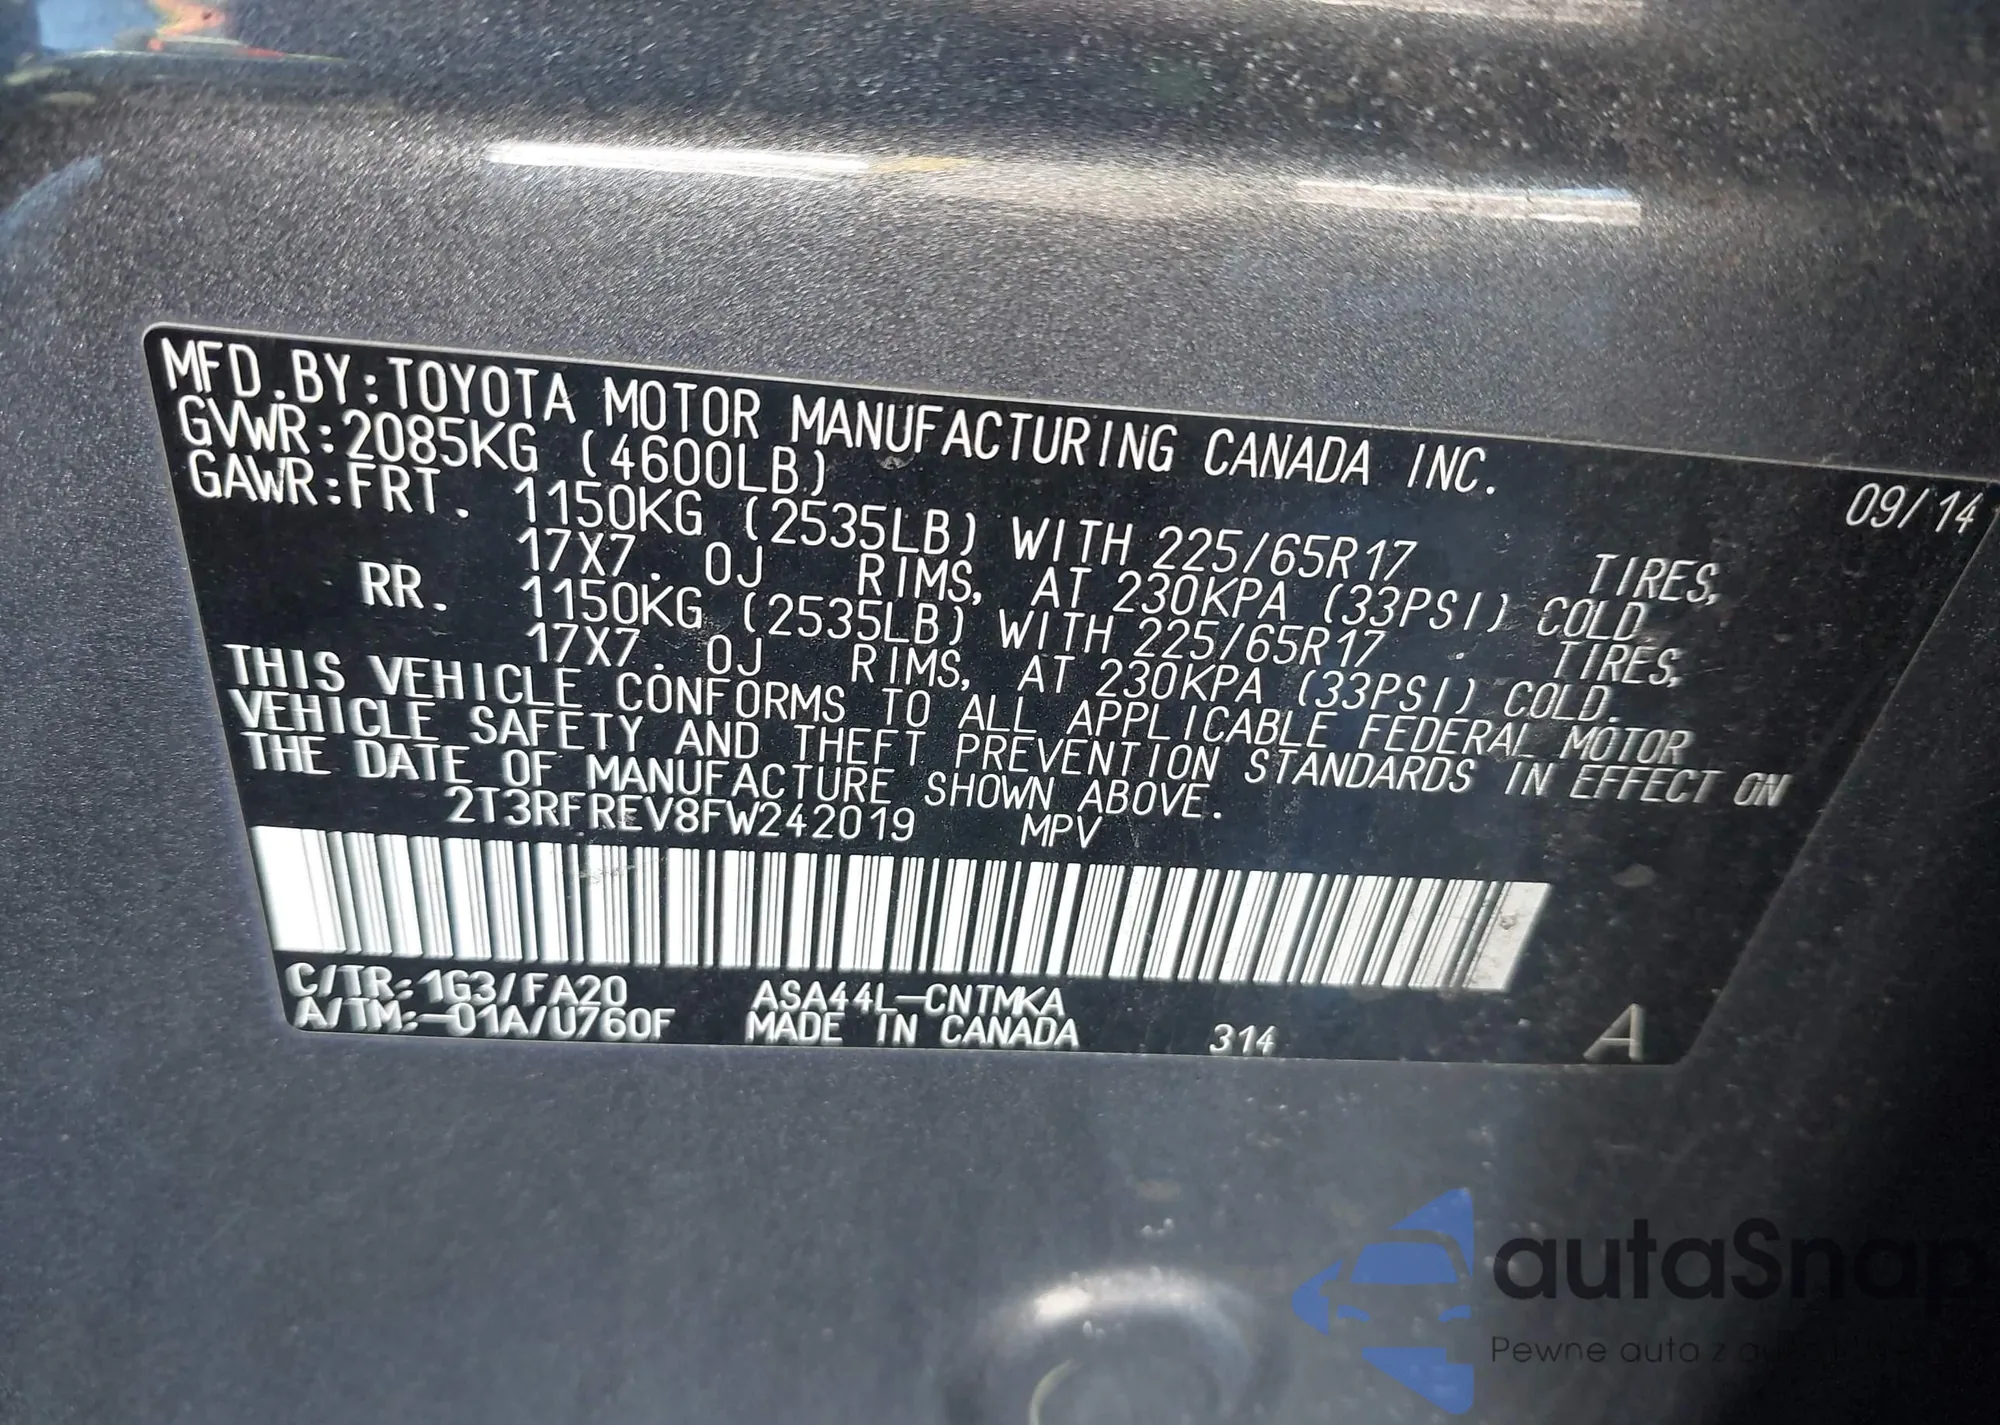 MFD.BY:TOYOTA MOTOR MANUFACTURING CANADA INC.
GVWR:2085KG (4600LB) 09/14
GAWR:FRT. 1150KG (2535LB) WITH 225/65R17 TIRES,
17X7.0J RIMS, AT 230KPA (33PSI) COLD
RR. 1150KG (2535LB) WITH 225/65R17 TIRES,
17X7.0J RIMS, AT 230KPA (33PSI) COLD.
THIS VEHICLE CONFORMS TO ALL APPLICABLE FEDERAL MOTOR
VEHICLE SAFETY AND THEFT PREVENTION STANDARDS IN EFFECT ON
THE DATE OF MANUFACTURE SHOWN ABOVE.
2T3RFREV8FW242019 MPV
C/TR:1G3/FA20 ASA44L-CNTMKA
A/TM:-01A/U760F MADE IN CANADA 314 A
autaSnap
Pewne auto z